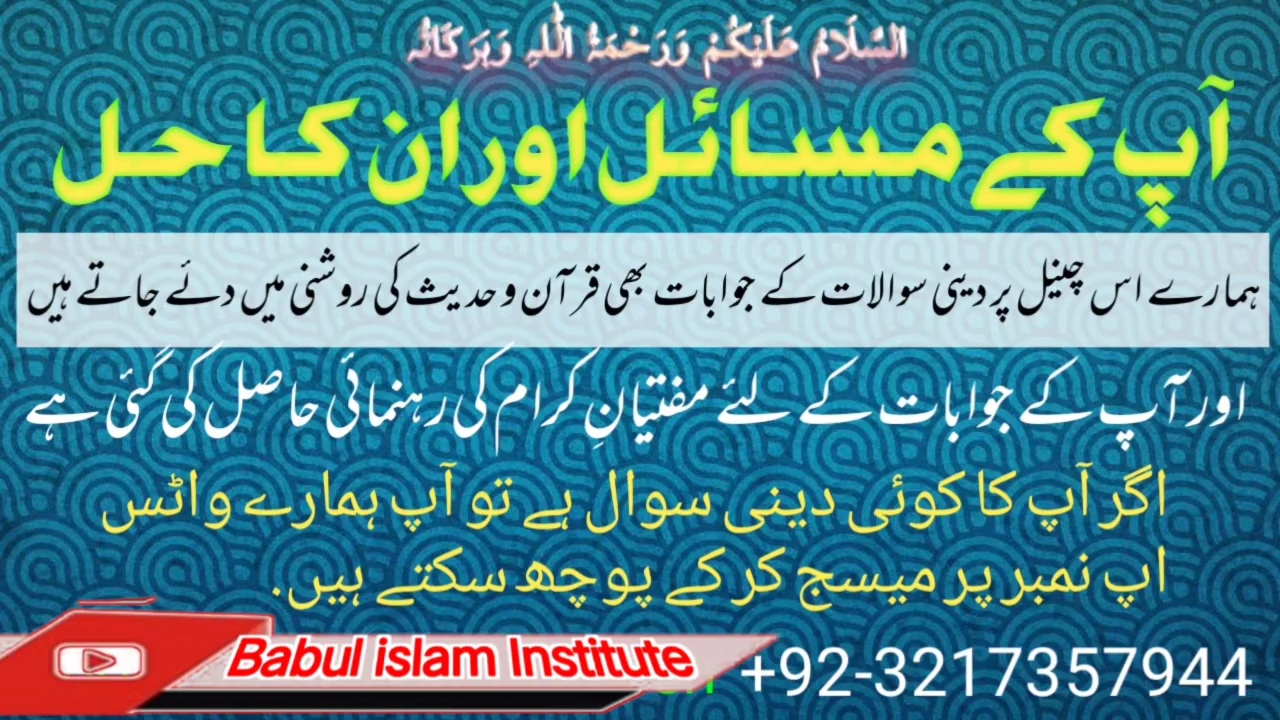 السَّلَامُ عَلَيْكُمْ وَرَحْمَةُ اللّٰهِ وَبَرَكَاتُهُ
آپ کے مسائل اور ان کا حل
ہمارے اس چینل پر دینی سوالات کے جوابات بھی قرآن و حدیث کی روشنی میں دئے جاتے ہیں
اور آپ کے جوابات کے لئے مفتیانِ کرام کی رہنمائی حاصل کی گئی ہے
اگر آپ کا کوئی دینی سوال ہے تو آپ ہمارے واٹس
اپ نمبر پر میسج کر کے پوچھ سکتے ہیں.
Babul islam Institute
+92-3217357944